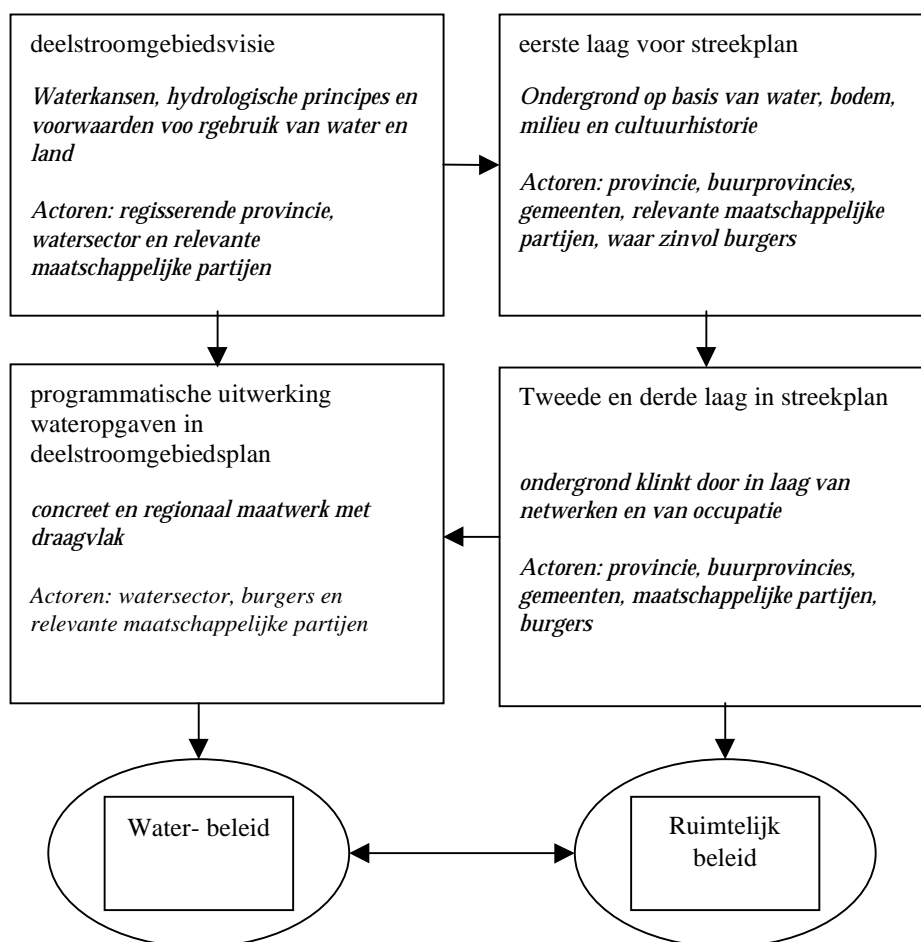 deelstroomgebiedsvisie
Waterkansen, hydrologische principes en
voorwaarden voo rgebruik van water en
land
Actoren: regisserende provincie,
watersector en relevante
maatschappelijke partijen
eerste laag voor streekplan
Ondergrond op basis van water, bodem,
milieu en cultuurhistorie
Actoren: provincie, buurprovincies,
gemeenten, relevante maatschappelijke
partijen, waar zinvol burgers
programmatische uitwerking
wateropgaven in
deelstroomgebiedsplan
concreet en regionaal maatwerk met
draagvlak
Actoren: watersector, burgers en
relevante maatschappelijke partijen
Tweede en derde laag in streekplan
ondergrond klinkt door in laag van
netwerken en van occupatie
Actoren: provincie, buurprovincies,
gemeenten, maatschappelijke partijen,
burgers
Water- beleid
Ruimtelijk
beleid